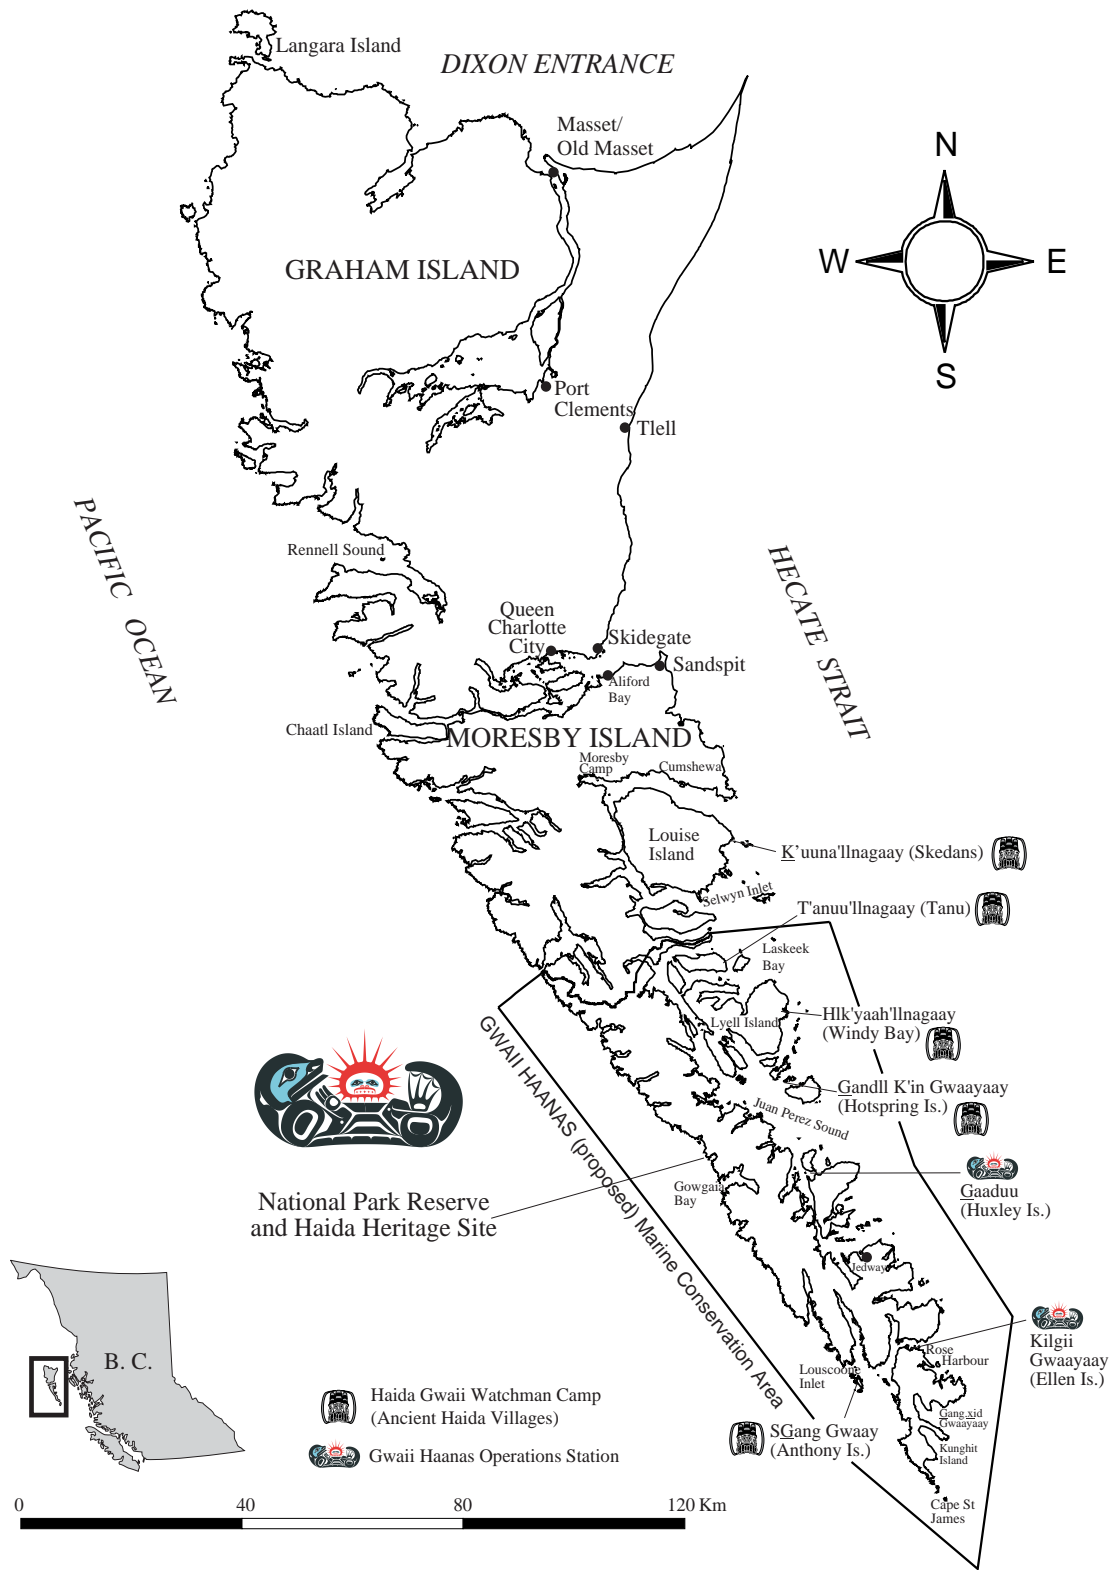 Langara Island
DIXON ENTRANCE
Masset/
Old Masset
N
W
E
S
GRAHAM ISLAND
Port
Clements
Tlell
PACIFIC OCEAN
Rennell Sound
HECATE STRAIT
Queen
Charlotte
City
Skidegate
Sandspit
Aliford
Bay
Chaatl Island
MORESBY ISLAND
Moresby
Camp
Cumshewa
Louise
Island
K'uuna'llnagaay (Skedans)
Selwyn Inlet
T'anuu'llnagaay (Tanu)
Laskeek
Bay
Lyell Island
Hlk'yaah'llnagaay
(Windy Bay)
GWAII HAANAS (proposed) Marine Conservation Area
Gandll K'in Gwaayaay
(Hotspring Is.)
Juan Perez Sound
Gowgaia
Bay
Gaaduu
(Huxley Is.)
National Park Reserve
and Haida Heritage Site
Jedway
Kilgii
Gwaayaay
(Ellen Is.)
Rose
Harbour
Louscoone
Inlet
Gang.xid
Gwaayaay
Kunghit
Island
SGang Gwaay
(Anthony Is.)
Cape St
James
B. C.
Haida Gwaii Watchman Camp
(Ancient Haida Villages)
Gwaii Haanas Operations Station
0 40 80 120 Km